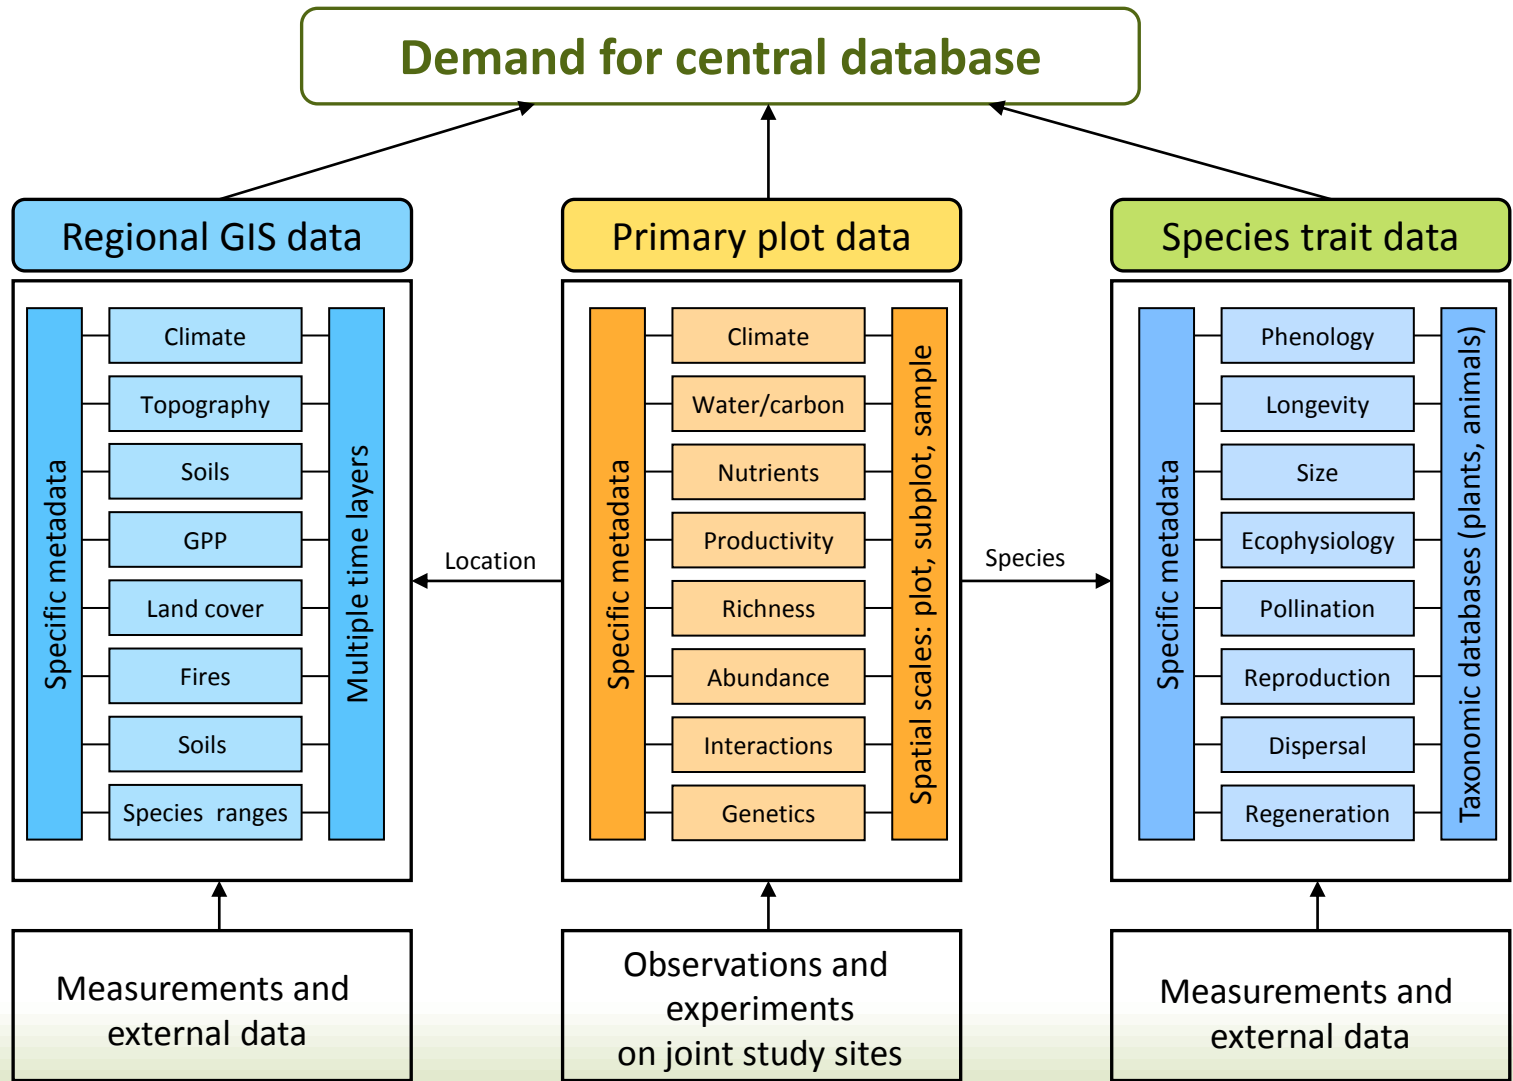 Demand for central database
Regional GIS data
Specific metadata
Climate
Topography
Soils
GPP
Land cover
Fires
Soils
Species ranges
Multiple time layers
Measurements and
external data
Location
Primary plot data
Specific metadata
Climate
Water/carbon
Nutrients
Productivity
Richness
Abundance
Interactions
Genetics
Spatial scales: plot, subplot, sample
Observations and
experiments
on joint study sites
Species
Species trait data
Specific metadata
Phenology
Longevity
Size
Ecophysiology
Pollination
Reproduction
Dispersal
Regeneration
Taxonomic databases (plants, animals)
Measurements and
external data